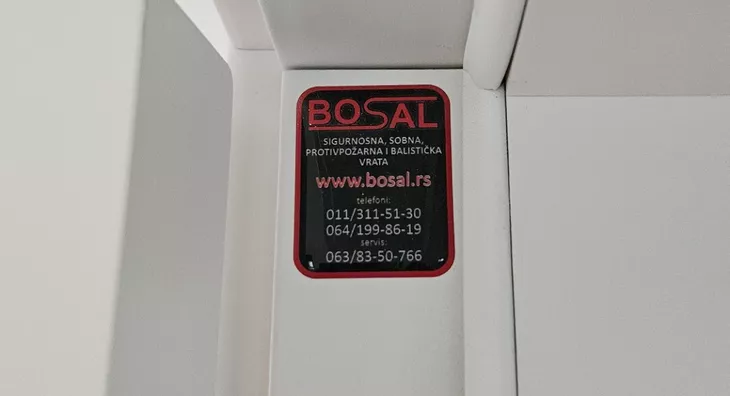 BOSAL
SIGURNOSNA, SOBNA,
PROTIVPOŽARNA I BALISTIČKA
VRATA
www.bosal.rs
telefoni:
011/311-51-30
064/199-86-19
servis:
063/83-50-766